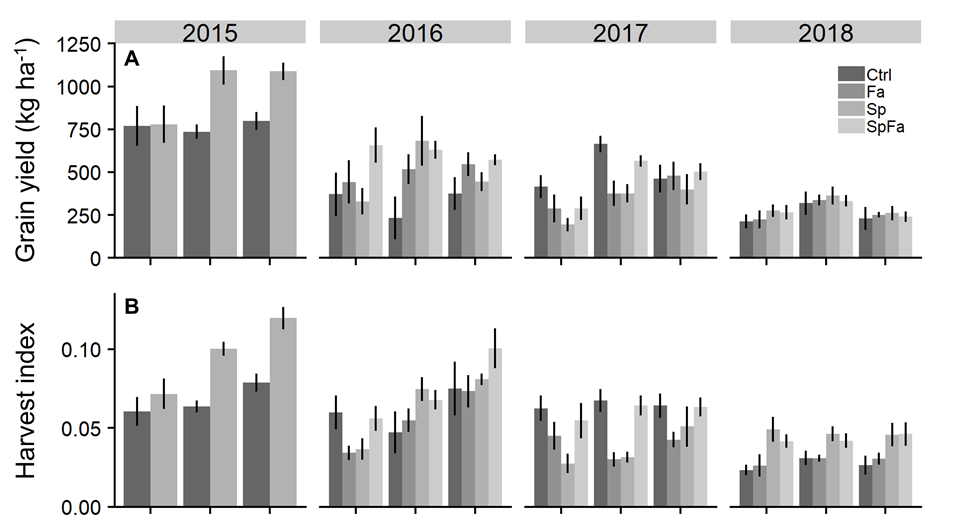 2015 2016 2017 2018
A
Grain yield (kg ha⁻¹)
1250
1000
750
500
250
0
Ctrl
Fa
Sp
SpFa
B
Harvest index
0.10
0.05
0.00